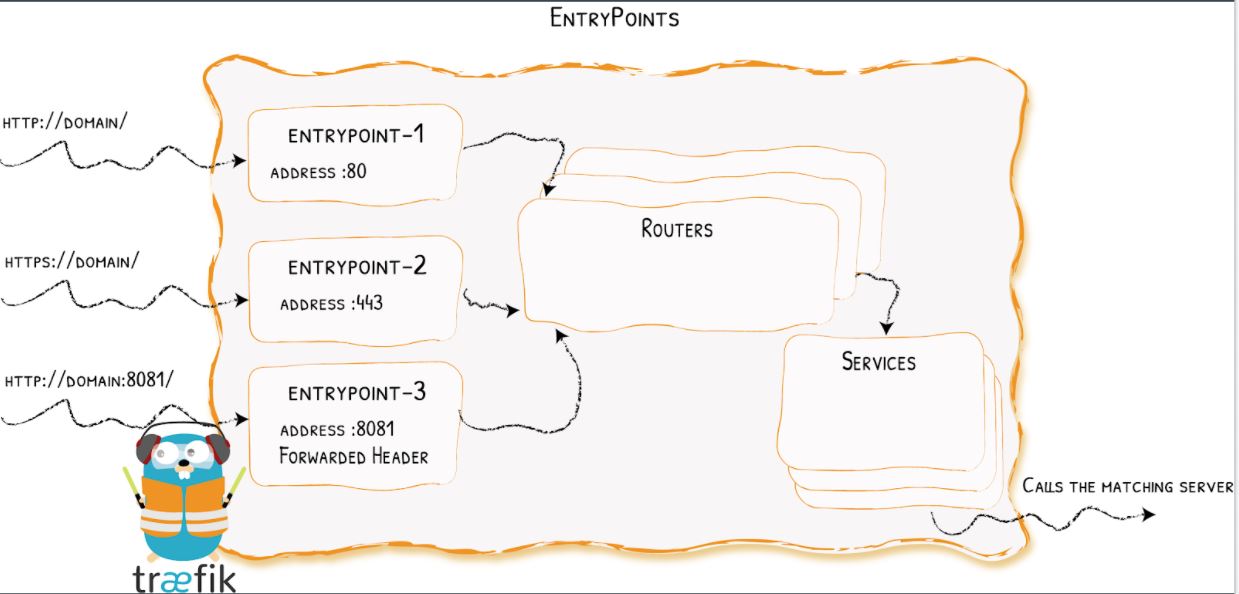 EntryPoints
http://domain/
entrypoint-1
address :80
Routers
https://domain/
entrypoint-2
address :443
Services
http://domain:8081/
entrypoint-3
address :8081
Forwarded Header
Calls the matching server
træfik